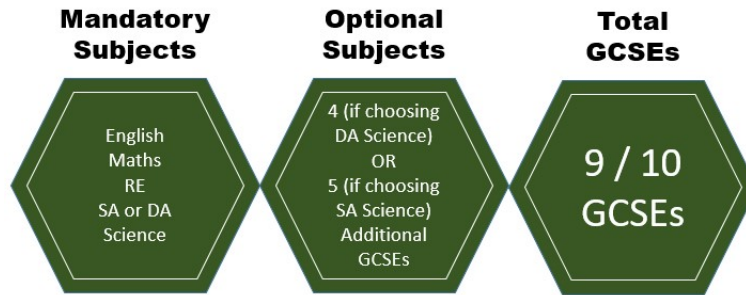 Mandatory
Subjects
English
Maths
RE
SA or DA
Science
Optional
Subjects
4 (if choosing
DA Science)
OR
5 (if choosing
SA Science)
Additional
GCSEs
Total
GCSEs
9 / 10
GCSEs